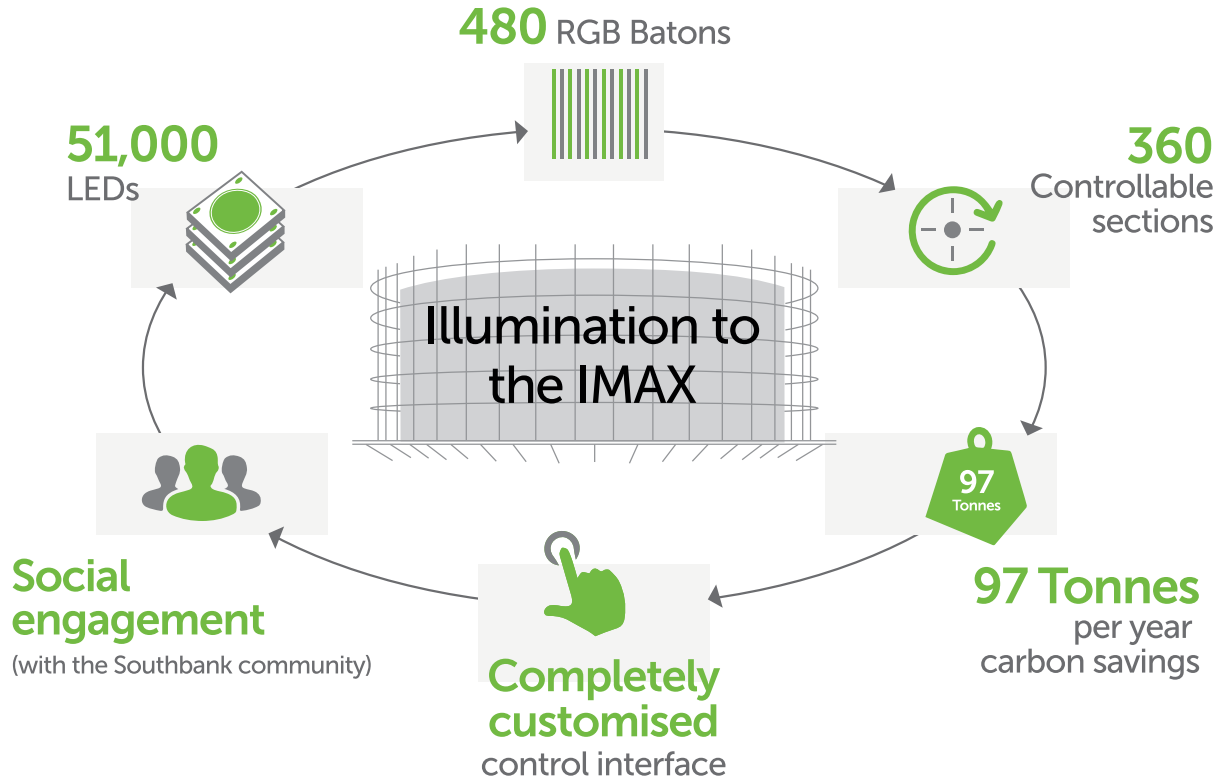 480 RGB Batons
51,000
LEDs
360
Controllable
sections
Illumination to
the IMAX
97
Tonnes
97 Tonnes
per year
carbon savings
Completely
customised
control interface
Social
engagement
(with the Southbank community)